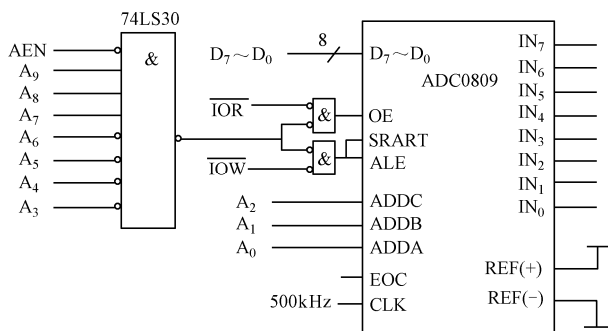 74LS30
AEN
A9
A8
A7
A6
A5
A4
A3
&
D7～D0
8
D7～D0
ADC0809
IOR
&
OE
IOW
&
SRART
ALE
A2
ADDC
A1
ADDB
A0
ADDA
EOC
500kHz
CLK
IN7
IN6
IN5
IN4
IN3
IN2
IN1
IN0
REF(+)
REF(−)